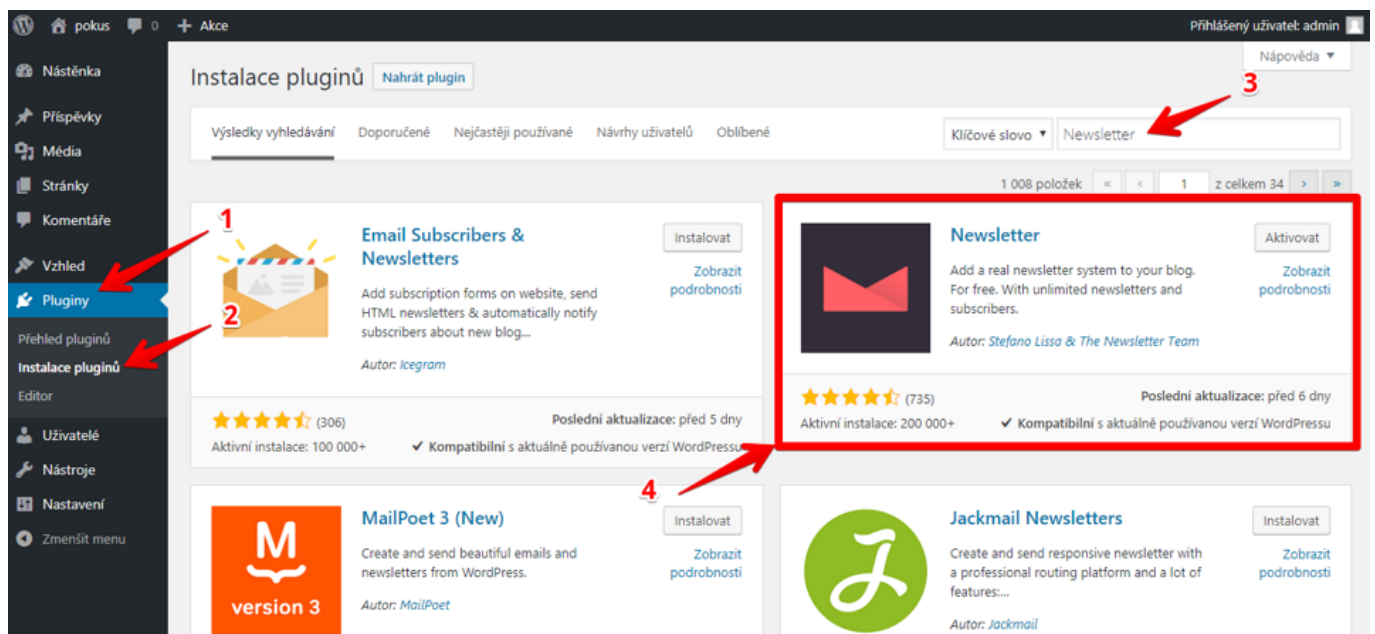 pokus 0 + Akce Přihlášený uživatel: admin
Nástěnka
Příspěvky
Média
Stránky
Komentáře
Vzhled
Pluginy
Přehled pluginů
Instalace pluginů
Editor
Uživatelé
Nástroje
Nastavení
Zmenšit menu
1
2
Nápověda ▼
Instalace pluginů Nahrát plugin
3
Výsledky vyhledávání Doporučené Nejčastěji používané Návrhy uživatelů Oblíbené Klíčové slovo ▼ Newsletter
1 008 položek « ‹ 1 z celkem 34 › »
Email Subscribers &
Newsletters
Instalovat
Zobrazit
podrobnosti
Add subscription forms on website, send
HTML newsletters & automatically notify
subscribers about new blog...
Autor: Icegram
(306) Poslední aktualizace: před 5 dny
Aktivní instalace: 100 000+ ✔ Kompatibilní s aktuálně používanou verzí WordPressu
Newsletter
Aktivovat
Zobrazit
podrobnosti
Add a real newsletter system to your blog.
For free. With unlimited newsletters and
subscribers.
Autor: Stefano Lissa & The Newsletter Team
(735) Poslední aktualizace: před 6 dny
Aktivní instalace: 200 000+ ✔ Kompatibilní s aktuálně používanou verzí WordPressu
4
M
version 3
MailPoet 3 (New)
Instalovat
Zobrazit
podrobnosti
Create and send beautiful emails and
newsletters from WordPress.
Autor: MailPoet
J
Jackmail Newsletters
Instalovat
Zobrazit
podrobnosti
Create and send responsive newsletter with
a professional routing platform and a lot of
features:...
Autor: Jackmail